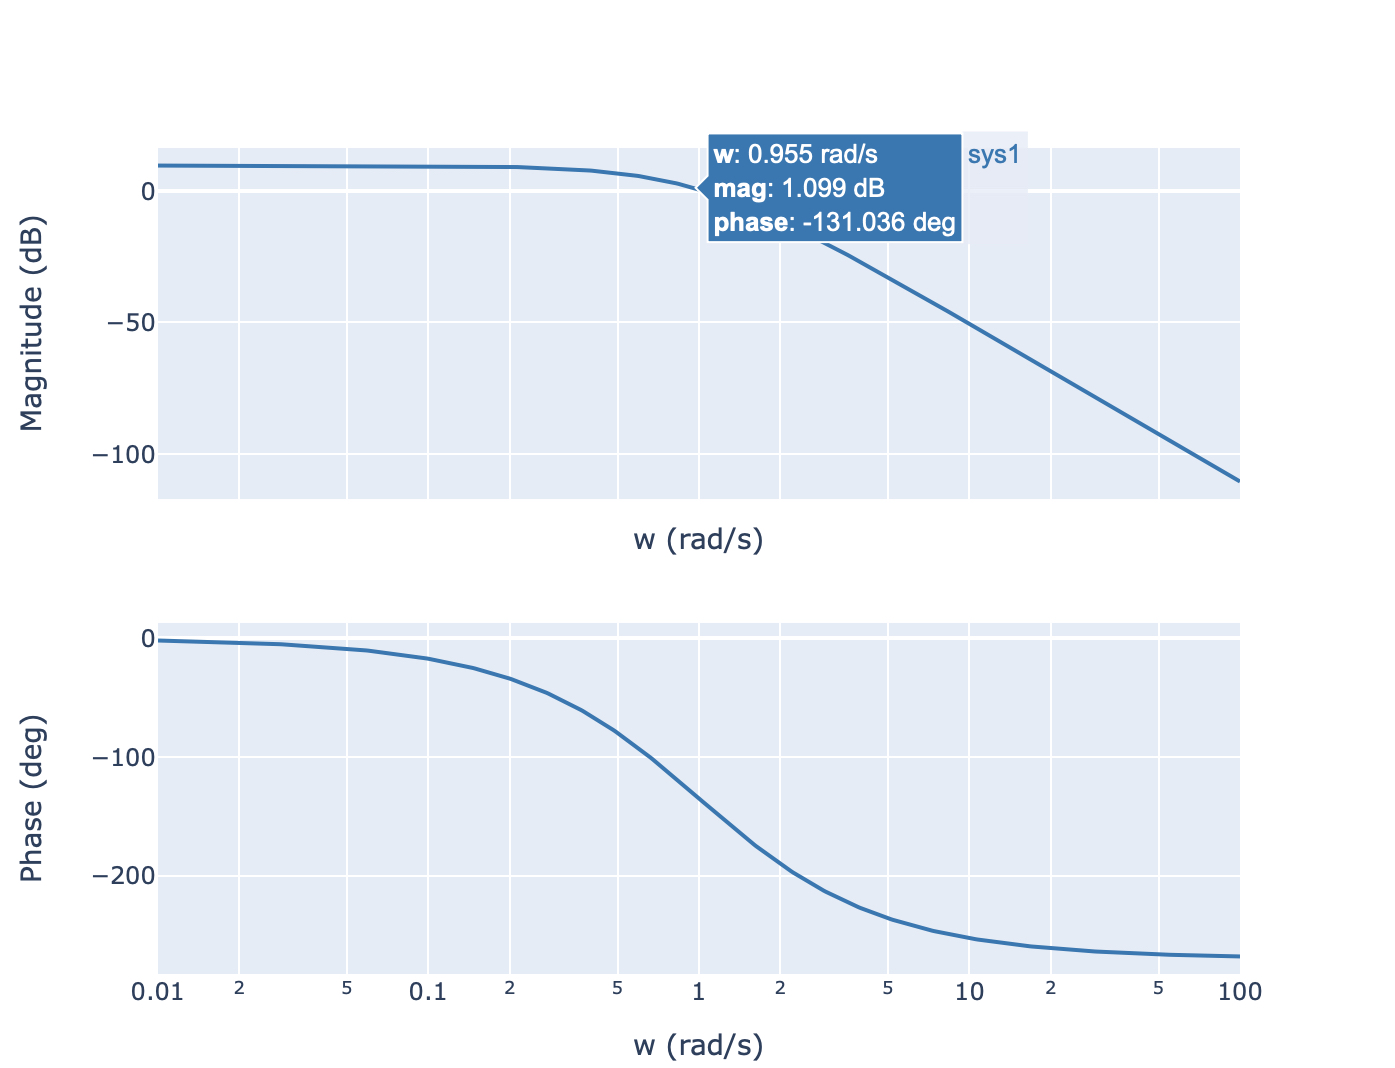 w: 0.955 rad/s
mag: 1.099 dB
phase: -131.036 deg
sys1
0
−50
−100
Magnitude (dB)
w (rad/s)
0
−100
−200
Phase (deg)
0.01 2 5 0.1 2 5 1 2 5 10 2 5 100
w (rad/s)